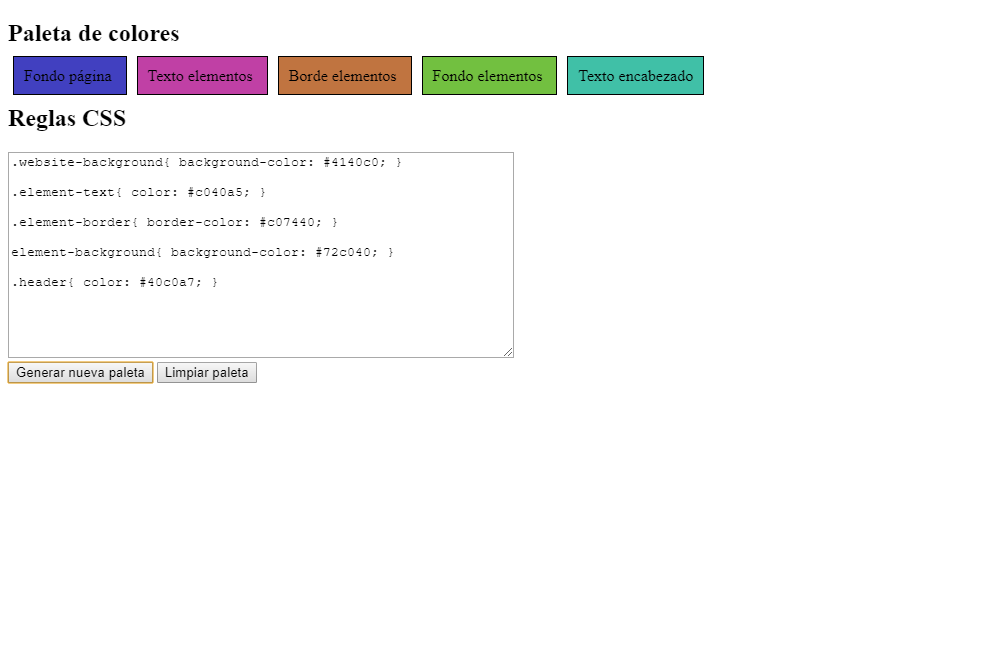 Paleta de colores
Fondo página Texto elementos Borde elementos Fondo elementos Texto encabezado
Reglas CSS
.website-background{ background-color: #4140c0; }
.element-text{ color: #c040a5; }
.element-border{ border-color: #c07440; }
element-background{ background-color: #72c040; }
.header{ color: #40c0a7; }
Generar nueva paleta Limpiar paleta